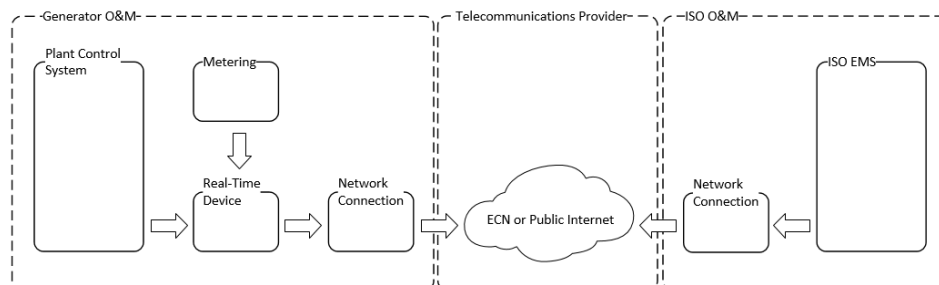 Generator O&M
Telecommunications Provider
ISO O&M
Plant Control
System
Metering
ISO EMS
Real-Time
Device
Network
Connection
ECN or Public Internet
Network
Connection